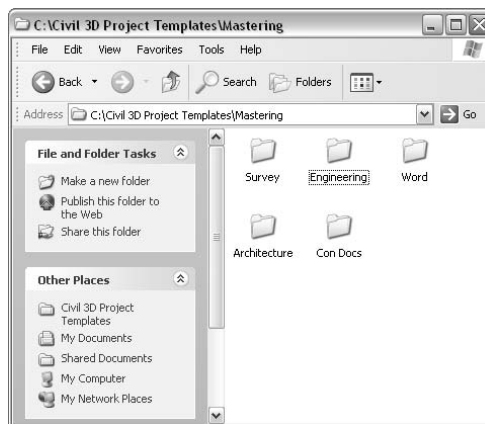 C:\Civil 3D Project Templates\Mastering
File Edit View Favorites Tools Help
Back Search Folders
Address C:\Civil 3D Project Templates\Mastering Go
File and Folder Tasks
Make a new folder
Publish this folder to
the Web
Share this folder
Other Places
Civil 3D Project
Templates
My Documents
Shared Documents
My Computer
My Network Places
Survey Engineering Word
Architecture Con Docs